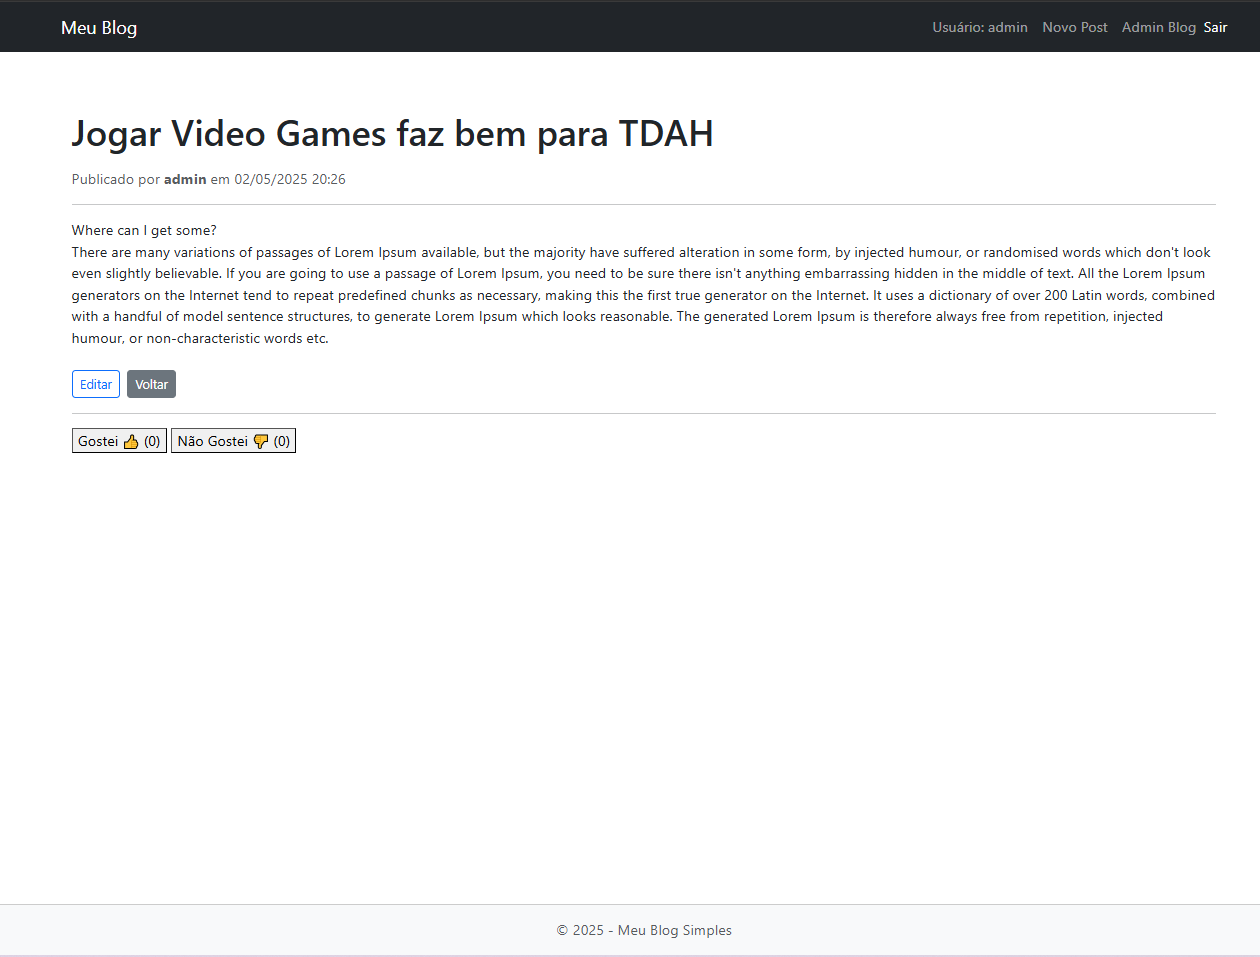 Meu Blog
Usuário: admin Novo Post Admin Blog Sair
Jogar Video Games faz bem para TDAH
Publicado por admin em 02/05/2025 20:26
Where can I get some?
There are many variations of passages of Lorem Ipsum available, but the majority have suffered alteration in some form, by injected humour, or randomised words which don't look
even slightly believable. If you are going to use a passage of Lorem Ipsum, you need to be sure there isn't anything embarrassing hidden in the middle of text. All the Lorem Ipsum
generators on the Internet tend to repeat predefined chunks as necessary, making this the first true generator on the Internet. It uses a dictionary of over 200 Latin words, combined
with a handful of model sentence structures, to generate Lorem Ipsum which looks reasonable. The generated Lorem Ipsum is therefore always free from repetition, injected
humour, or non-characteristic words etc.
Editar Voltar
Gostei 👍 (0) Não Gostei 👎 (0)
© 2025 - Meu Blog Simples